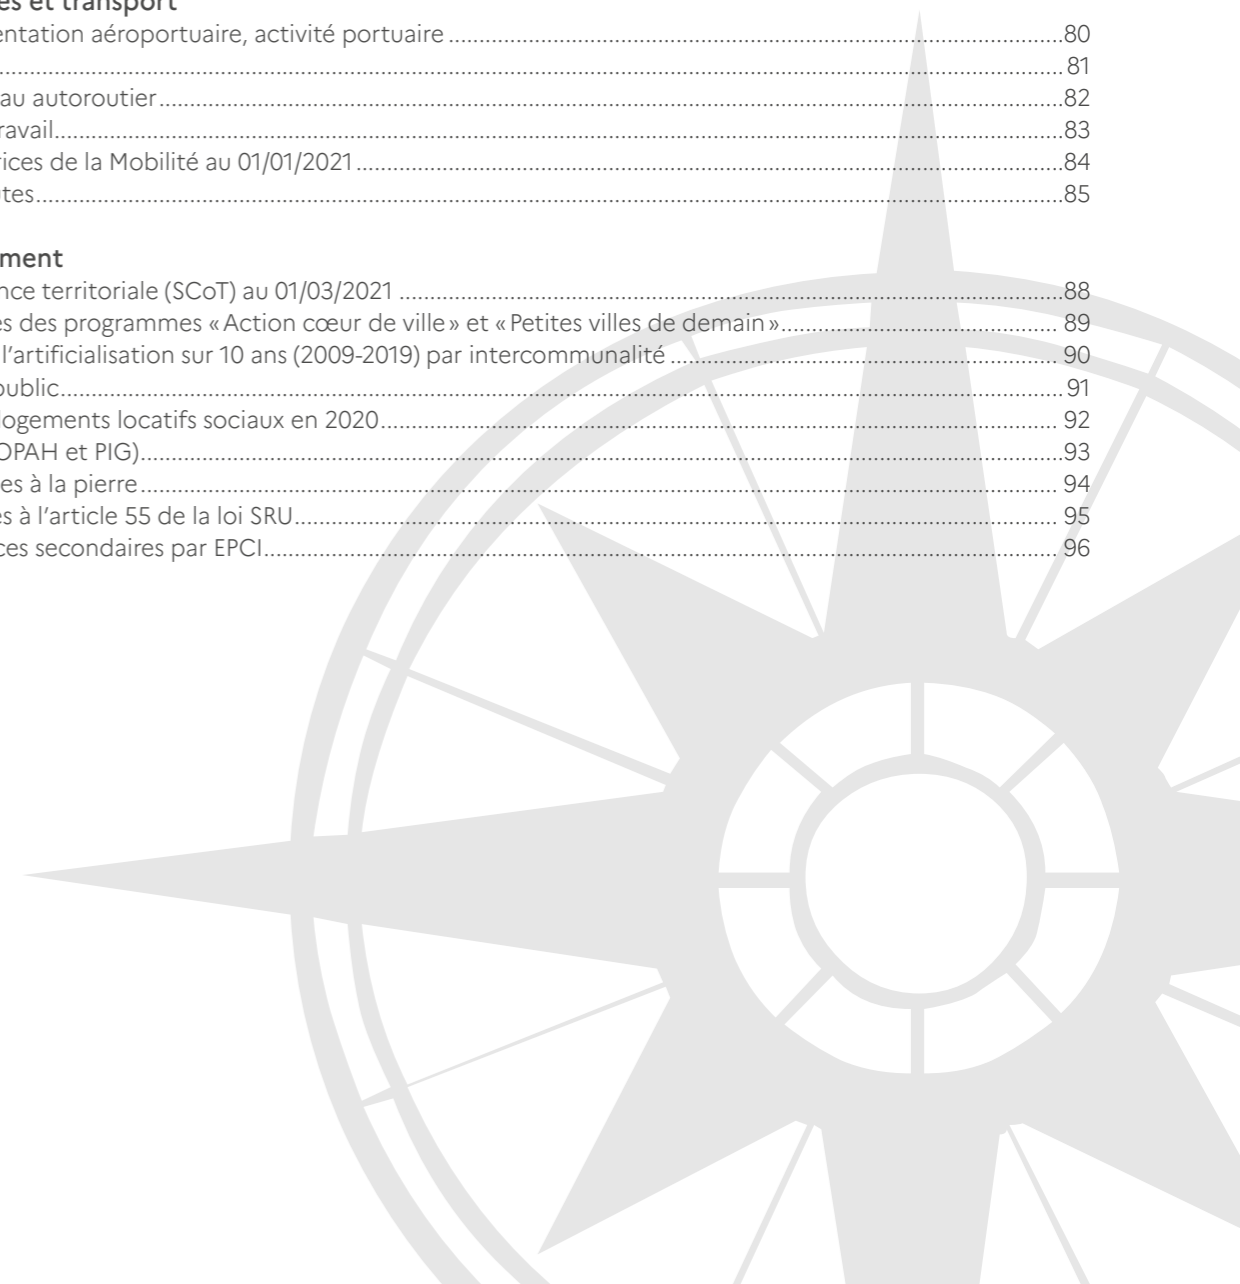 es et transport
entation aéroportuaire, activité portuaire ........ 80
........ 81
au autoroutier ........ 82
ravail ........ 83
rices de la Mobilité au 01/01/2021 ........ 84
utes ........ 85
ment
nce territoriale (SCoT) au 01/03/2021 ........ 88
es des programmes « Action cœur de ville » et « Petites villes de demain » ........ 89
l'artificialisation sur 10 ans (2009-2019) par intercommunalité ........ 90
public ........ 91
logements locatifs sociaux en 2020 ........ 92
OPAH et PIG) ........ 93
es à la pierre ........ 94
s à l'article 55 de la loi SRU ........ 95
ces secondaires par EPCI ........ 96